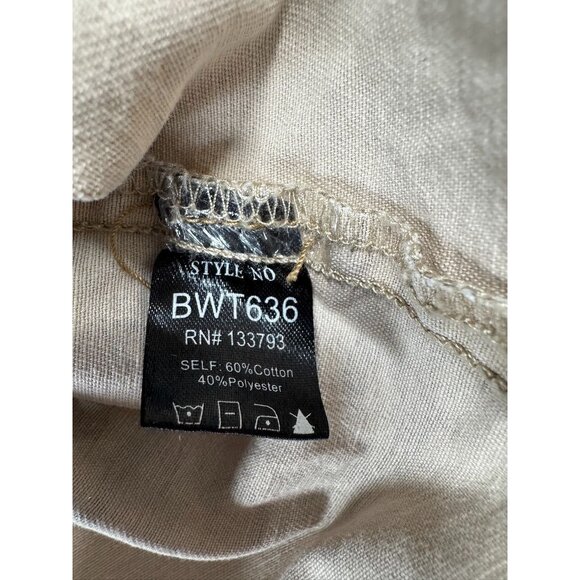 STYLE NO
BWT636
RN# 133793
SELF: 60%Cotton
40%Polyester